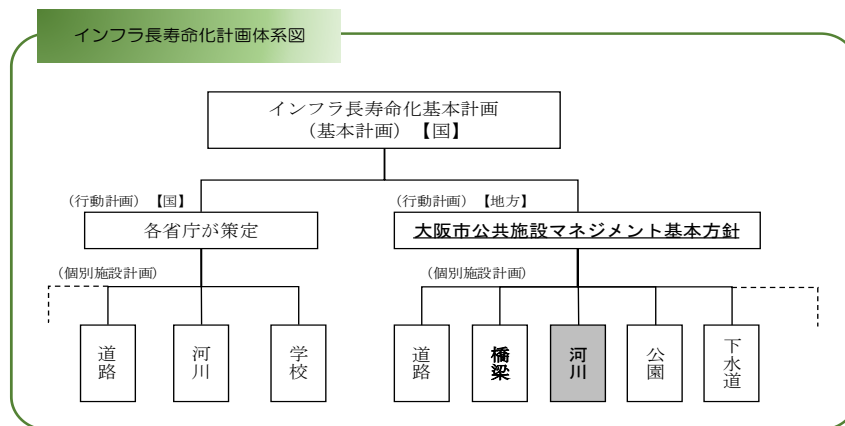 インフラ長寿命化計画体系図
インフラ長寿命化基本計画
（基本計画）【国】
（行動計画）【国】
各省庁が策定
（行動計画）【地方】
大阪市公共施設マネジメント基本方針
（個別施設計画）
道路
河川
学校
（個別施設計画）
道路
橋梁
河川
公園
下水道